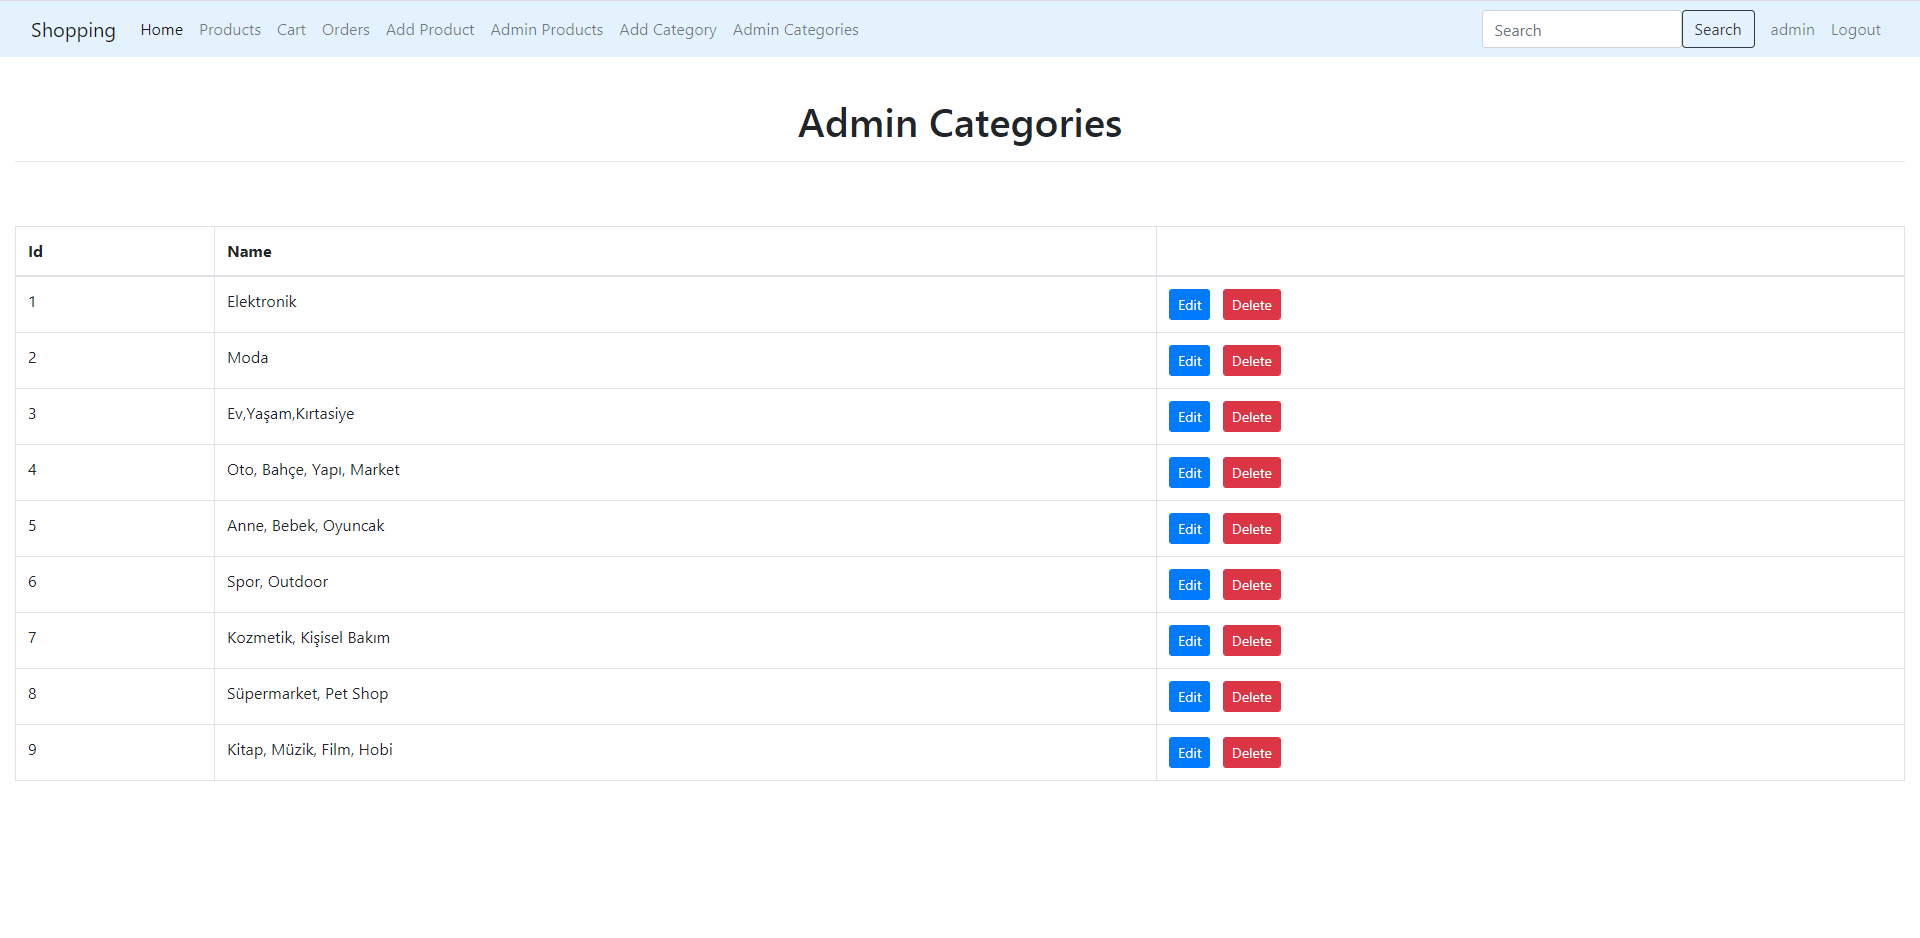 Shopping Home Products Cart Orders Add Product Admin Products Add Category Admin Categories Search Search admin Logout
Admin Categories
Id Name
1 Elektronik Edit Delete
2 Moda Edit Delete
3 Ev,Yaşam,Kırtasiye Edit Delete
4 Oto, Bahçe, Yapı, Market Edit Delete
5 Anne, Bebek, Oyuncak Edit Delete
6 Spor, Outdoor Edit Delete
7 Kozmetik, Kişisel Bakım Edit Delete
8 Süpermarket, Pet Shop Edit Delete
9 Kitap, Müzik, Film, Hobi Edit Delete